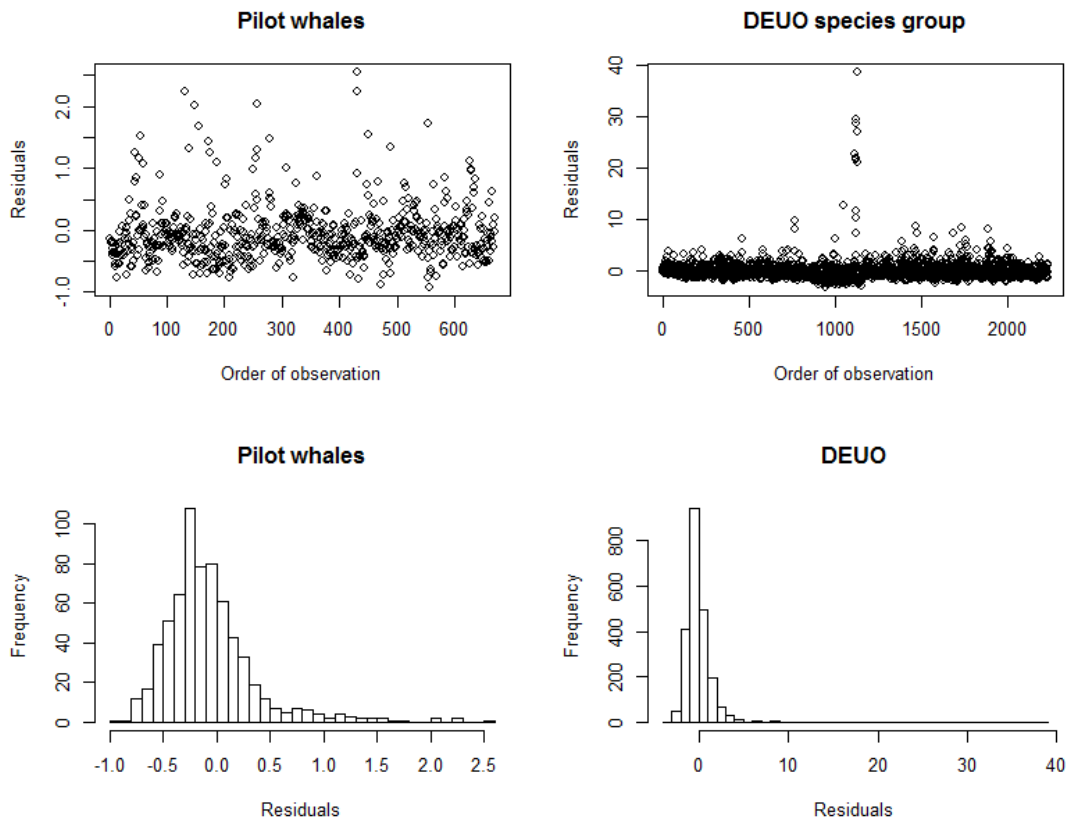 Pilot whales
DEUO species group
Residuals
-1.0 0.0 1.0 2.0
0 100 200 300 400 500 600
Order of observation
Residuals
0 10 20 30 40
0 500 1000 1500 2000
Order of observation
Pilot whales
DEUO
Frequency
0 20 40 60 80 100
-1.0 -0.5 0.0 0.5 1.0 1.5 2.0 2.5
Residuals
Frequency
0 200 400 600 800
0 10 20 30 40
Residuals